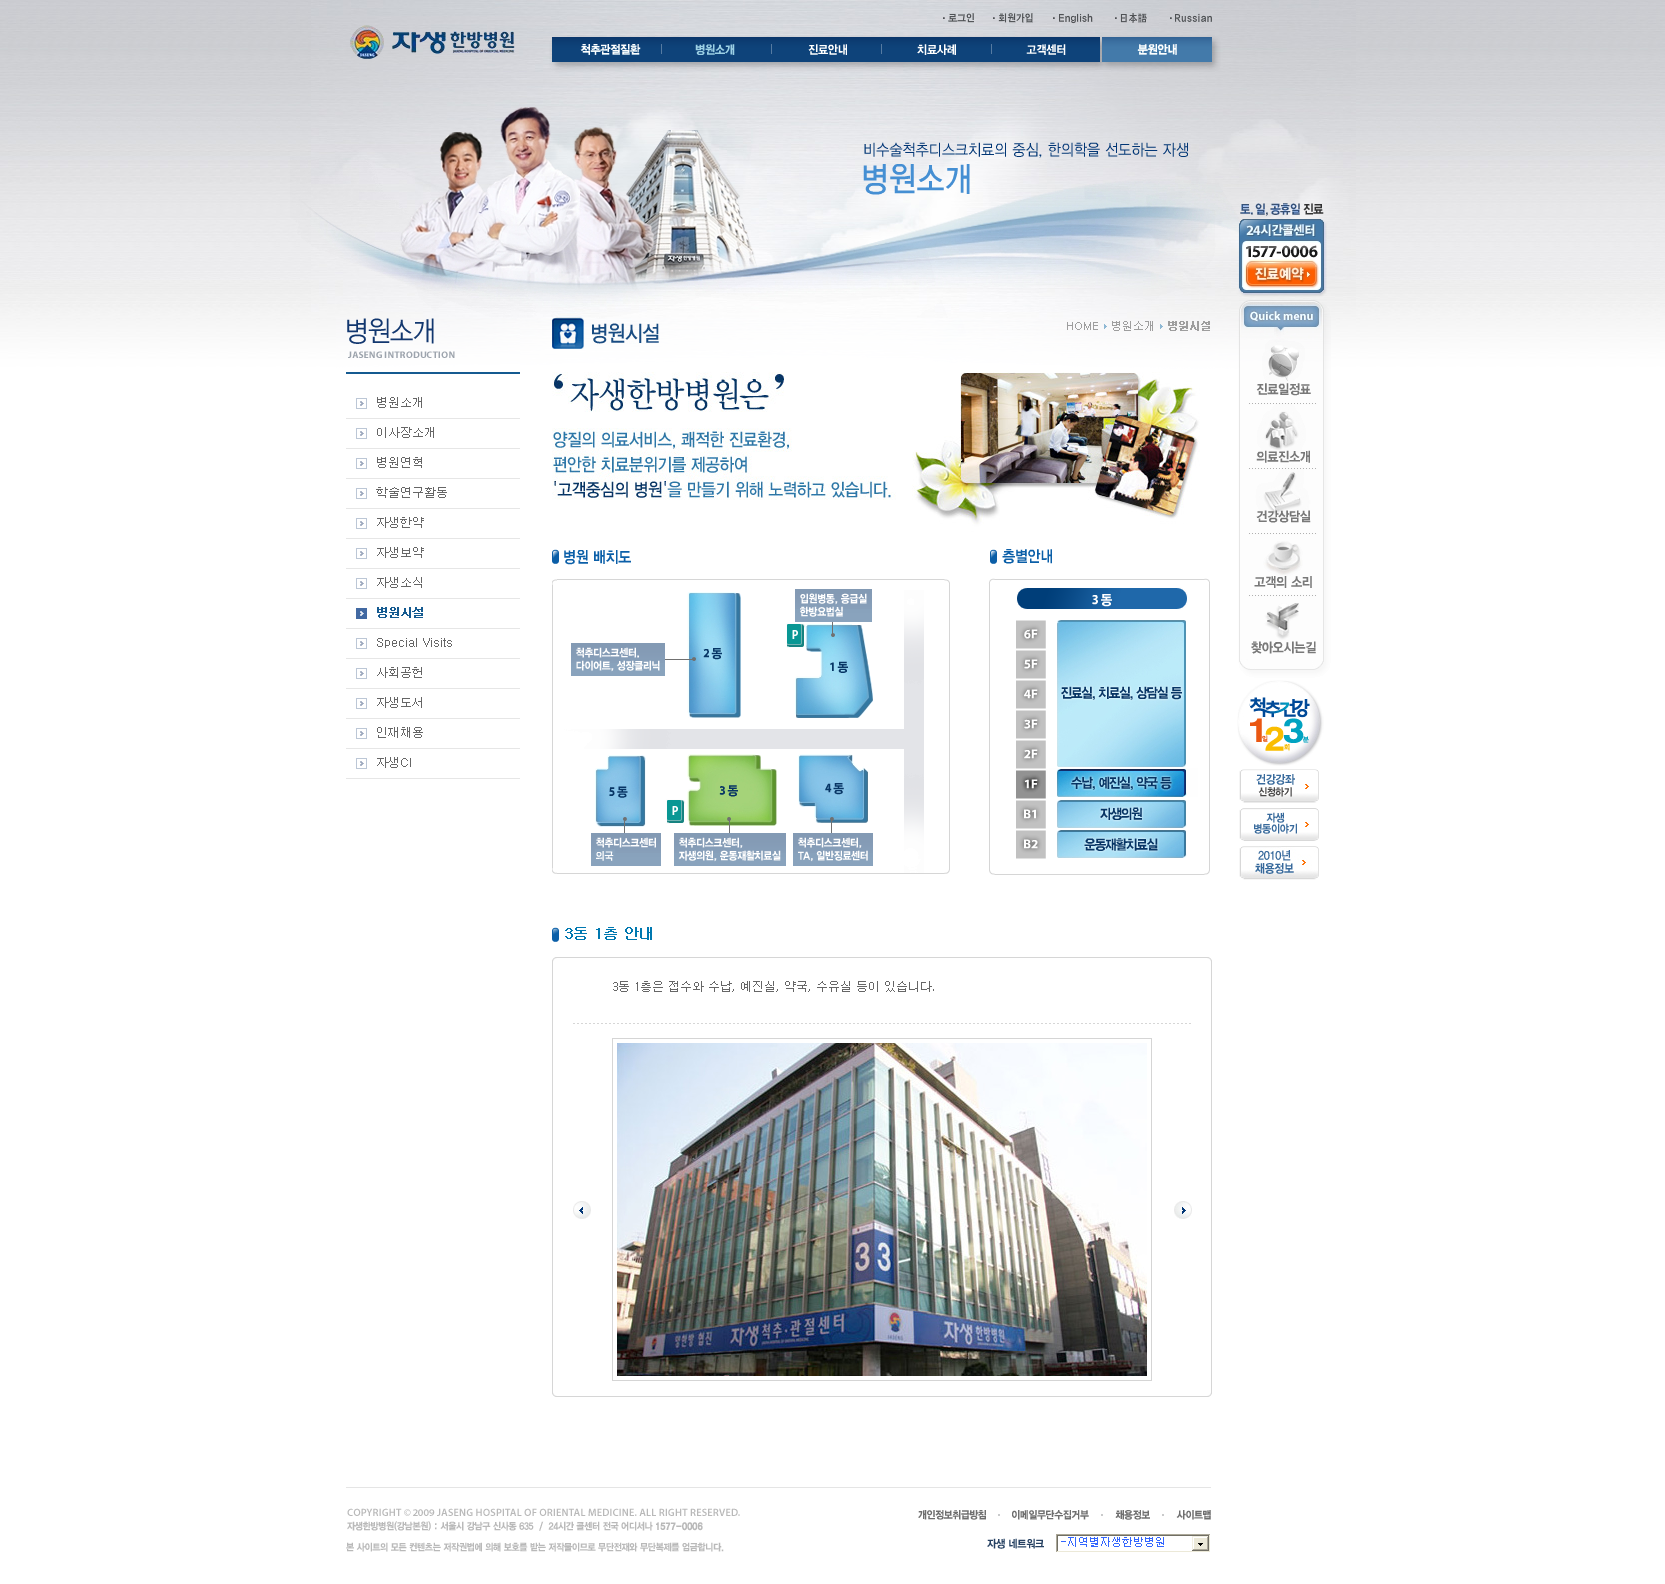 · 로그인 · 회원가입 · English · 日本語 · Russian
자생 한방병원
척추관절질환 병원소개 진료안내 치료사례 고객센터 분원안내
비수술척추디스크치료의 중심, 한의학을 선도하는 자생
병원소개
토, 일, 공휴일 진료
24시간콜센터
1577-0006
진료예약
Quick menu
진료일정표
의료진소개
건강상담실
고객의 소리
찾아오시는길
척추건강
1 2 3
건강강좌
신청하기
자생
병동이야기
2010년
채용정보
병원소개
JASENG INTRODUCTION
병원소개
이사장소개
병원연혁
학술연구활동
자생한약
자생보약
자생소식
병원시설
Special Visits
사회공헌
자생도서
인재채용
자생CI
병원시설
HOME 병원소개 병원시설
‘자생한방병원은’
양질의 의료서비스, 쾌적한 진료환경,
편안한 치료분위기를 제공하여
'고객중심의 병원'을 만들기 위해 노력하고 있습니다.
병원 배치도
입원병동, 응급실
한방요법실
P
척추디스크센터,
다이어트, 성장클리닉
2동
1동
5동
3동
4동
P
척추디스크센터
의국
척추디스크센터,
자생의원, 운동재활치료실
척추디스크센터,
TA, 일반진료센터
층별안내
3동
6F
5F
4F
3F
2F
진료실, 치료실, 상담실 등
1F 수납, 예진실, 약국 등
B1 자생의원
B2 운동재활치료실
3동 1층 안내
3동 1층은 접수와 수납, 예진실, 약국, 수유실 등이 있습니다.
3 3
양한방 협진 자생척추·관절센터
자생한방병원
COPYRIGHT © 2009 JASENG HOSPITAL OF ORIENTAL MEDICINE. ALL RIGHT RESERVED.
자생한방병원(강남본원) : 서울시 강남구 신사동 635 / 24시간 콜센터 전국 어디서나 1577-0006
본 사이트의 모든 컨텐츠는 저작권법에 의해 보호를 받는 저작물이므로 무단전재와 무단복제를 엄금합니다.
개인정보취급방침 · 이메일무단수집거부 · 채용정보 · 사이트맵
자생 네트워크 -지역별자생한방병원